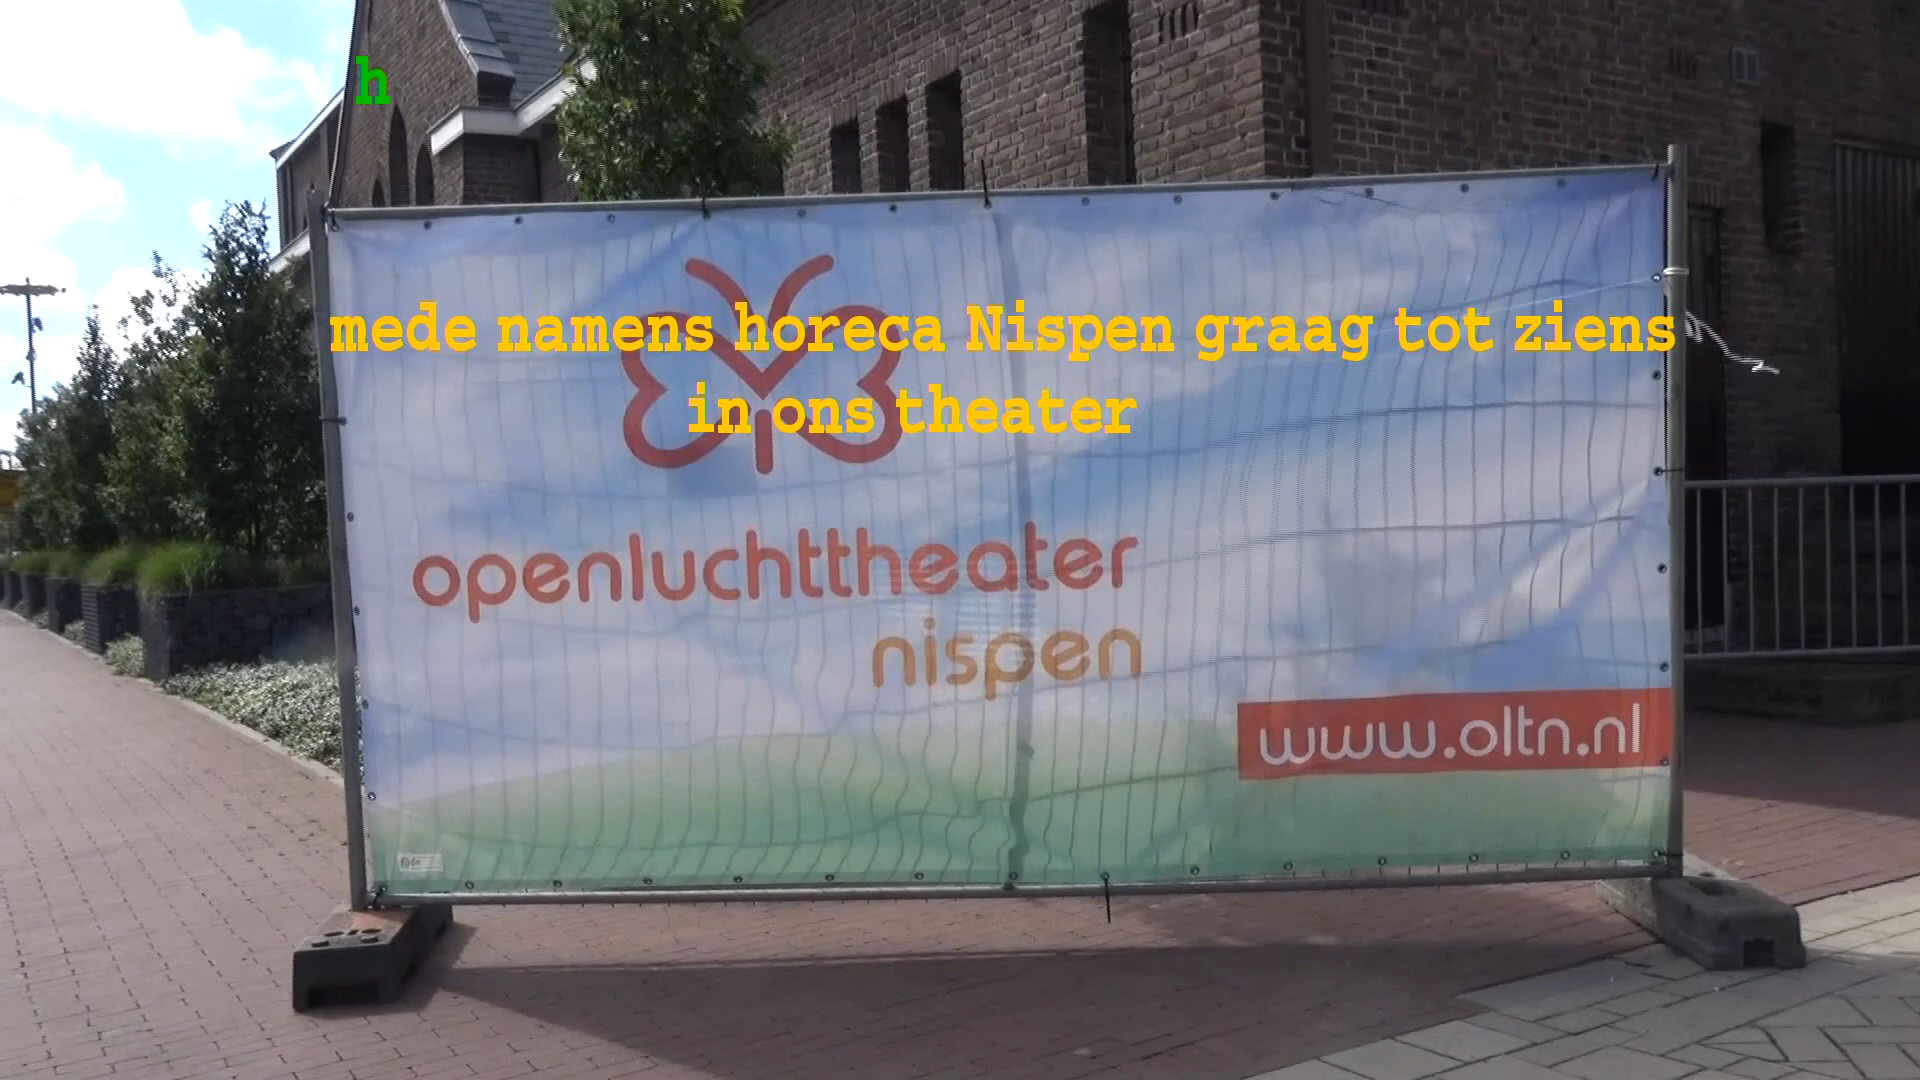 h
mede namens horeca Nispen graag tot ziens
in ons theater
openluchttheater
nispen
www.oltn.nl